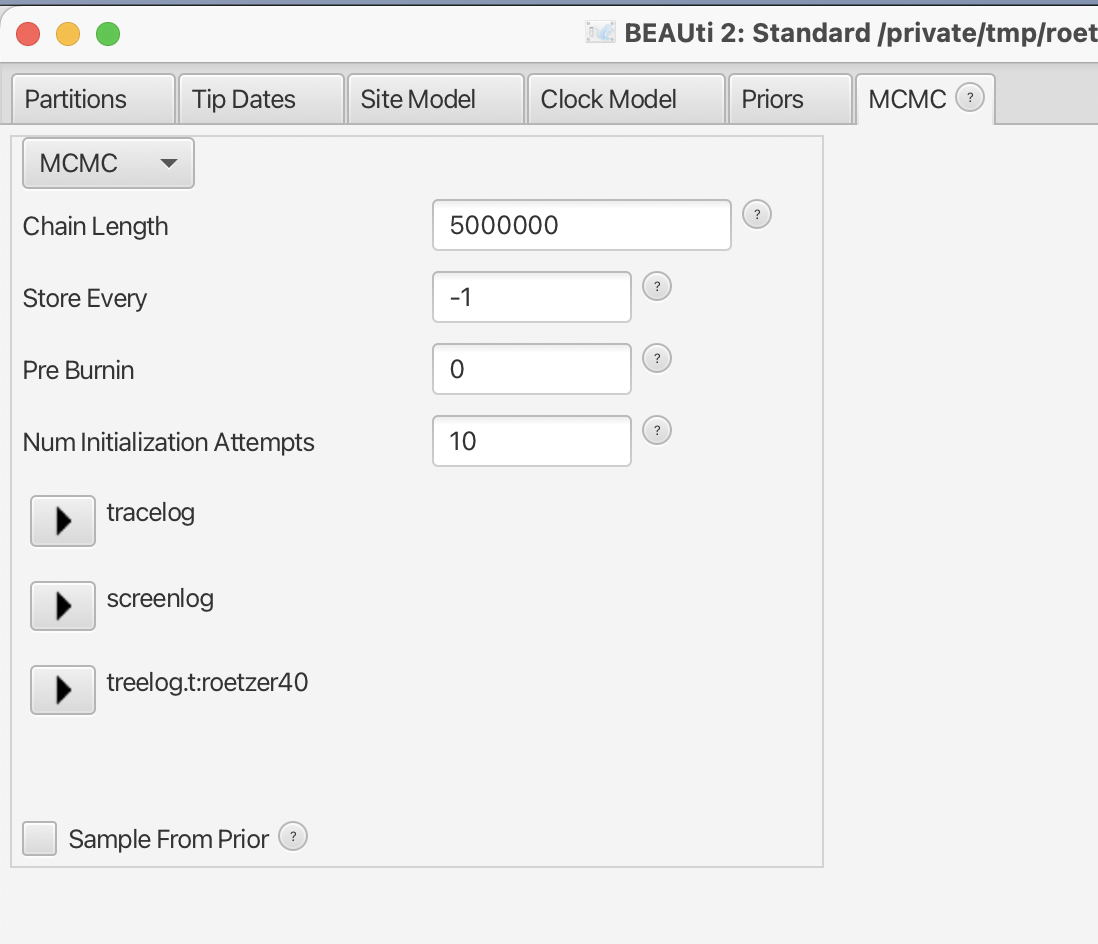 BEAUti 2: Standard /private/tmp/roet
Partitions Tip Dates Site Model Clock Model Priors MCMC ?
MCMC
Chain Length 5000000 ?
Store Every -1 ?
Pre Burnin 0 ?
Num Initialization Attempts 10 ?
tracelog
screenlog
treelog.t:roetzer40
Sample From Prior ?